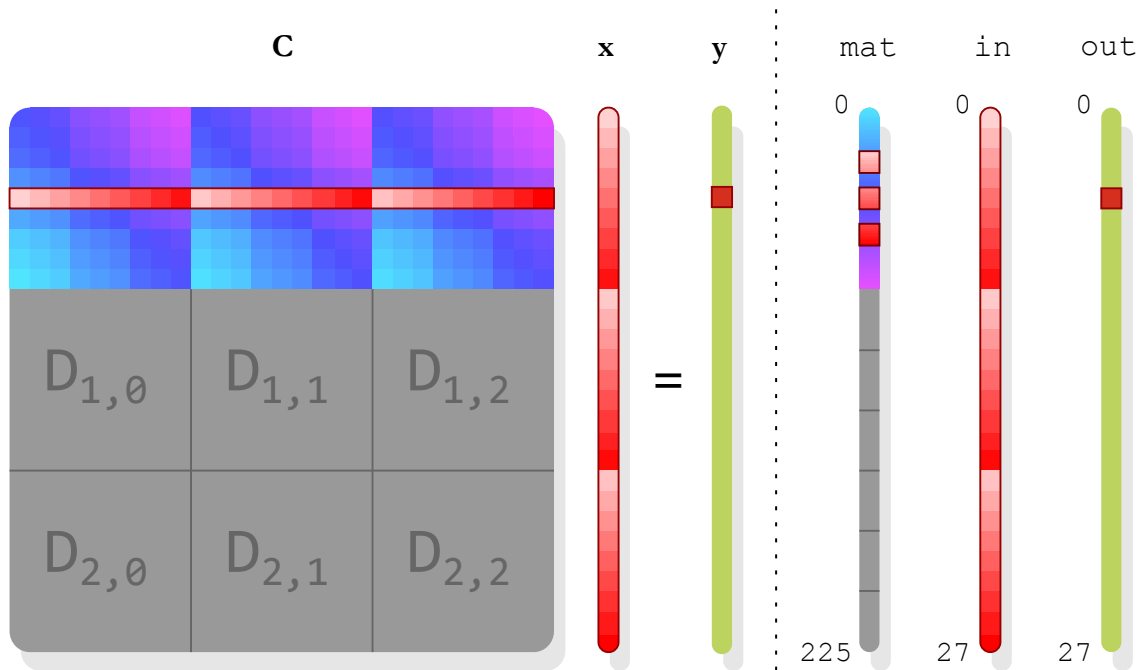 C x y mat in out
0 0 0
D1,0 D1,1 D1,2
=
D2,0 D2,1 D2,2
225 27 27